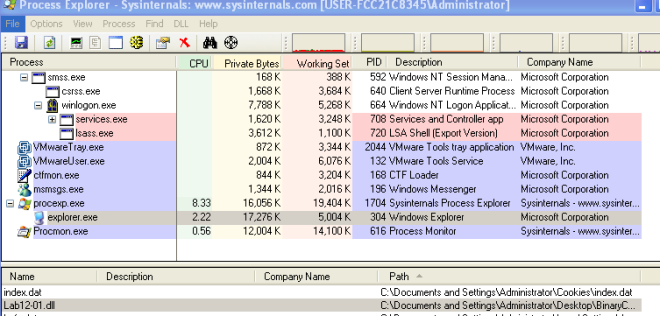 Process Explorer - Sysinternals: www.sysinternals.com [USER-FCC21C8345\Administrator]
File Options View Process Find DLL Help
Process CPU Private Bytes Working Set PID Description Company Name
smss.exe 168 K 388 K 592 Windows NT Session Mana... Microsoft Corporation
csrss.exe 1,668 K 3,684 K 640 Client Server Runtime Process Microsoft Corporation
winlogon.exe 7,788 K 5,268 K 664 Windows NT Logon Applicat... Microsoft Corporation
services.exe 1,620 K 3,248 K 708 Services and Controller app Microsoft Corporation
lsass.exe 3,612 K 1,100 K 720 LSA Shell (Export Version) Microsoft Corporation
VMwareTray.exe 872 K 3,344 K 2044 VMware Tools tray application VMware, Inc.
VMwareUser.exe 2,004 K 6,076 K 132 VMware Tools Service VMware, Inc.
ctfmon.exe 844 K 3,204 K 168 CTF Loader Microsoft Corporation
msmsgs.exe 1,344 K 2,016 K 196 Windows Messenger Microsoft Corporation
procexp.exe 8.33 16,056 K 19,404 K 1704 Sysinternals Process Explorer Sysinternals - www.sysinter...
explorer.exe 2.22 17,276 K 5,004 K 304 Windows Explorer Microsoft Corporation
Procmon.exe 0.56 12,004 K 14,100 K 616 Process Monitor Sysinternals - www.sysinter...
Name Description Company Name Path
index.dat C:\Documents and Settings\Administrator\Cookies\index.dat
Lab12-01.dll C:\Documents and Settings\Administrator\Desktop\BinaryC...